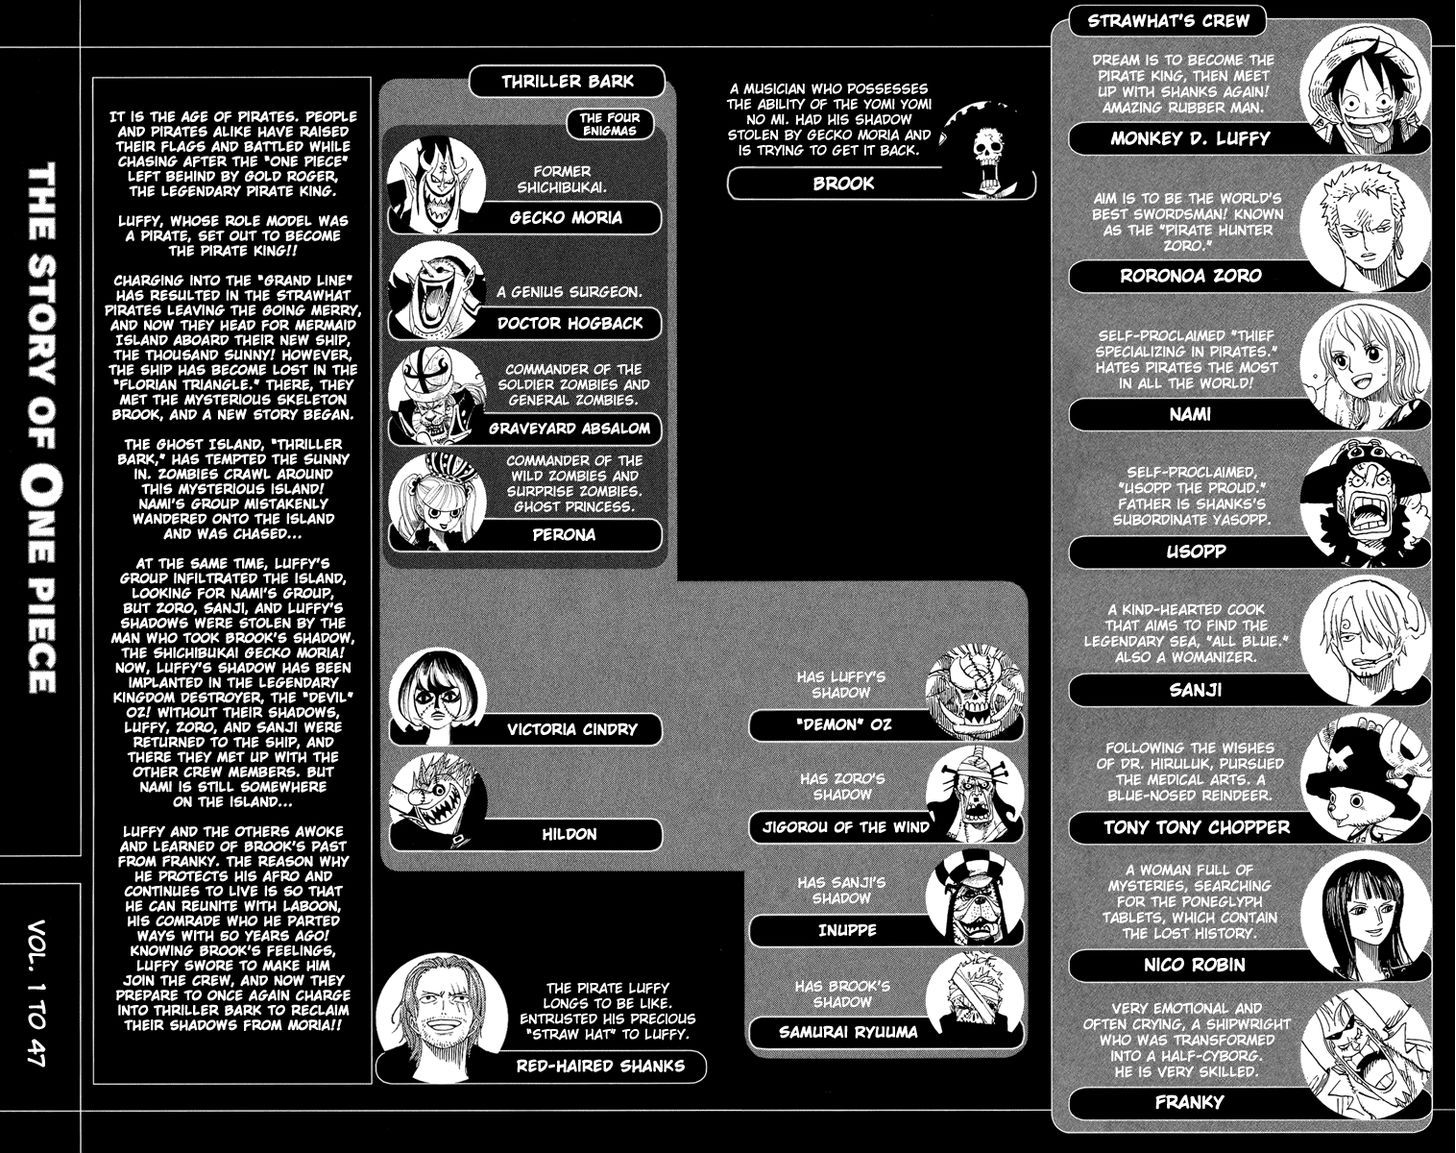 THE STORY OF ONE PIECE
VOL. 1 TO 47
IT IS THE AGE OF PIRATES. PEOPLE
AND PIRATES ALIKE HAVE RAISED
THEIR FLAGS AND BATTLED WHILE
CHASING AFTER THE "ONE PIECE"
LEFT BEHIND BY GOLD ROGER,
THE LEGENDARY PIRATE KING.
LUFFY, WHOSE ROLE MODEL WAS
A PIRATE, SET OUT TO BECOME
THE PIRATE KING!!
CHARGING INTO THE "GRAND LINE"
HAS RESULTED IN THE STRAWHAT
PIRATES LEAVING THE GOING MERRY,
AND NOW THEY HEAD FOR MERMAID
ISLAND ABOARD THEIR NEW SHIP,
THE THOUSAND SUNNY! HOWEVER,
THE SHIP HAS BECOME LOST IN THE
"FLORIAN TRIANGLE." THERE, THEY
MET THE MYSTERIOUS SKELETON
BROOK, AND A NEW STORY BEGAN.
THE GHOST ISLAND, "THRILLER
BARK," HAS TEMPTED THE SUNNY
IN. ZOMBIES CRAWL AROUND
THIS MYSTERIOUS ISLAND!
NAMI'S GROUP MISTAKENLY
WANDERED ONTO THE ISLAND
AND WAS CHASED...
AT THE SAME TIME, LUFFY'S
GROUP INFILTRATED THE ISLAND,
LOOKING FOR NAMI'S GROUP,
BUT ZORO, SANJI, AND LUFFY'S
SHADOWS WERE STOLEN BY THE
MAN WHO TOOK BROOK'S SHADOW,
THE SHICHIBUKAI GECKO MORIA!
NOW, LUFFY'S SHADOW HAS BEEN
IMPLANTED IN THE LEGENDARY
KINGDOM DESTROYER, THE "DEVIL"
OZ! WITHOUT THEIR SHADOWS,
LUFFY, ZORO, AND SANJI WERE
RETURNED TO THE SHIP, AND
THERE THEY MET UP WITH THE
OTHER CREW MEMBERS. BUT
NAMI IS STILL SOMEWHERE
ON THE ISLAND...
LUFFY AND THE OTHERS AWOKE
AND LEARNED OF BROOK'S PAST
FROM FRANKY. THE REASON WHY
HE PROTECTS HIS AFRO AND
CONTINUES TO LIVE IS SO THAT
HE CAN REUNITE WITH LABOON,
HIS COMRADE WHO HE PARTED
WAYS WITH 50 YEARS AGO!
KNOWING BROOK'S FEELINGS,
LUFFY SWORE TO MAKE HIM
JOIN THE CREW, AND NOW THEY
PREPARE TO ONCE AGAIN CHARGE
INTO THRILLER BARK TO RECLAIM
THEIR SHADOWS FROM MORIA!!
THRILLER BARK
THE FOUR
ENIGMAS
FORMER
SHICHIBUKAI.
GECKO MORIA
A GENIUS SURGEON.
DOCTOR HOGBACK
COMMANDER OF THE
SOLDIER ZOMBIES AND
GENERAL ZOMBIES.
GRAVEYARD ABSALOM
COMMANDER OF THE
WILD ZOMBIES AND
SURPRISE ZOMBIES.
GHOST PRINCESS.
PERONA
VICTORIA CINDRY
HILDON
THE PIRATE LUFFY
LONGS TO BE LIKE.
ENTRUSTED HIS PRECIOUS
"STRAW HAT" TO LUFFY.
RED-HAIRED SHANKS
A MUSICIAN WHO POSSESSES
THE ABILITY OF THE YOMI YOMI
NO MI. HAD HIS SHADOW
STOLEN BY GECKO MORIA AND
IS TRYING TO GET IT BACK.
BROOK
HAS LUFFY'S
SHADOW
"DEMON" OZ
HAS ZORO'S
SHADOW
JIGOROU OF THE WIND
HAS SANJI'S
SHADOW
INUPPE
HAS BROOK'S
SHADOW
SAMURAI RYUUMA
STRAWHAT'S CREW
DREAM IS TO BECOME THE
PIRATE KING, THEN MEET
UP WITH SHANKS AGAIN!
AMAZING RUBBER MAN.
MONKEY D. LUFFY
AIM IS TO BE THE WORLD'S
BEST SWORDSMAN! KNOWN
AS THE "PIRATE HUNTER
ZORO."
RORONOA ZORO
SELF-PROCLAIMED "THIEF
SPECIALIZING IN PIRATES."
HATES PIRATES THE MOST
IN ALL THE WORLD!
NAMI
SELF-PROCLAIMED,
"USOPP THE PROUD."
FATHER IS SHANKS'S
SUBORDINATE YASOPP.
USOPP
A KIND-HEARTED COOK
THAT AIMS TO FIND THE
LEGENDARY SEA, "ALL BLUE."
ALSO A WOMANIZER.
SANJI
FOLLOWING THE WISHES
OF DR. HIRULUK, PURSUED
THE MEDICAL ARTS. A
BLUE-NOSED REINDEER.
TONY TONY CHOPPER
A WOMAN FULL OF
MYSTERIES, SEARCHING
FOR THE PONEGLYPH
TABLETS, WHICH CONTAIN
THE LOST HISTORY.
NICO ROBIN
VERY EMOTIONAL AND
OFTEN CRYING, A SHIPWRIGHT
WHO WAS TRANSFORMED
INTO A HALF-CYBORG.
HE IS VERY SKILLED.
FRANKY